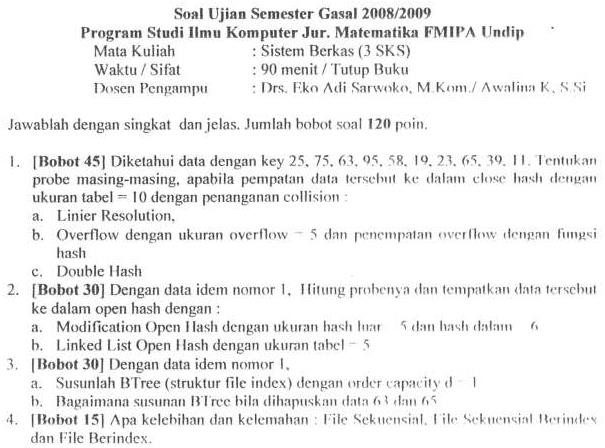 Soal Ujian Semester Gasal 2008/2009
Program Studi Ilmu Komputer Jur. Matematika FMIPA Undip
Mata Kuliah : Sistem Berkas (3 SKS)
Waktu / Sifat : 90 menit / Tutup Buku
Dosen Pengampu : Drs. Eko Adi Sarwoko, M.Kom./ Awalina K, S.Si
Jawablah dengan singkat dan jelas. Jumlah bobot soal 120 poin.
1. [Bobot 45] Diketahui data dengan key 25, 75, 63, 95, 58, 19, 23, 65, 39, 11. Tentukan
probe masing-masing, apabila pempatan data tersebut ke dalam close hash dengan
ukuran tabel = 10 dengan penanganan collision :
a. Linier Resolution,
b. Overflow dengan ukuran overflow = 5 dan penempatan overflow dengan fungsi
hash
c. Double Hash
2. [Bobot 30] Dengan data idem nomor 1, Hitung probenya dan tempatkan data tersebut
ke dalam open hash dengan :
a. Modification Open Hash dengan ukuran hash luar 5 dan hash dalam 6
b. Linked List Open Hash dengan ukuran tabel = 5
3. [Bobot 30] Dengan data idem nomor 1,
a. Susunlah BTree (struktur file index) dengan order capacity d = 1
b. Bagaimana susunan BTree bila dihapuskan data 63 dan 65
4. [Bobot 15] Apa kelebihan dan kelemahan : File Sekuensial, File Sekuensial Berindex
dan File Berindex.